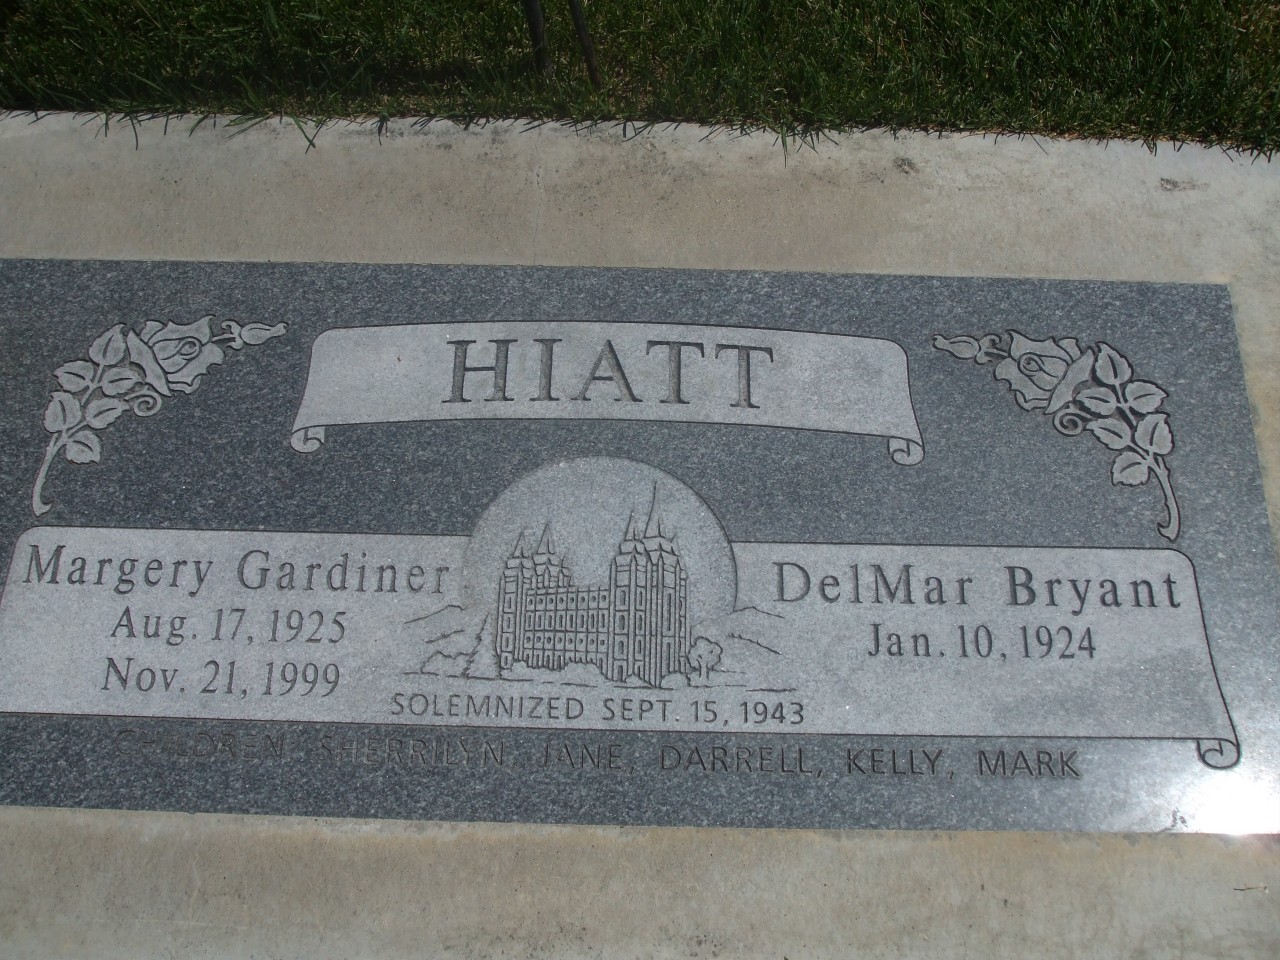 HIATT
Margery Gardiner
Aug. 17, 1925
Nov. 21, 1999
DelMar Bryant
Jan. 10, 1924
SOLEMNIZED SEPT. 15, 1943
CHILDREN SHERRILYN JANE, DARRELL, KELLY, MARK